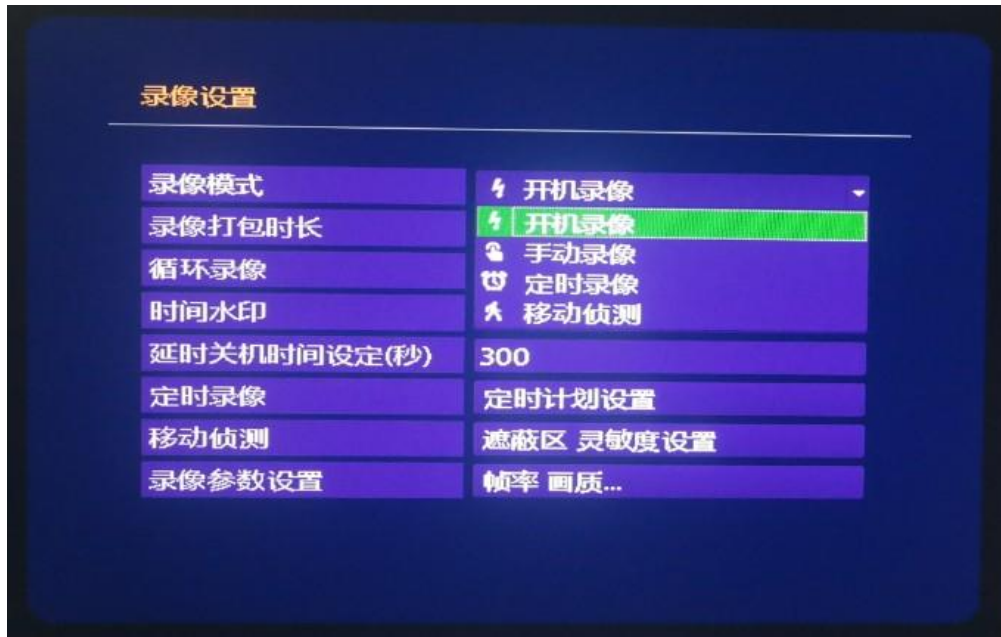 录像设置
录像模式 开机录像
录像打包时长 开机录像
手动录像
循环录像 定时录像
时间水印 移动侦测
延时关机时间设定(秒) 300
定时录像 定时计划设置
移动侦测 遮蔽区 灵敏度设置
录像参数设置 帧率 画质...